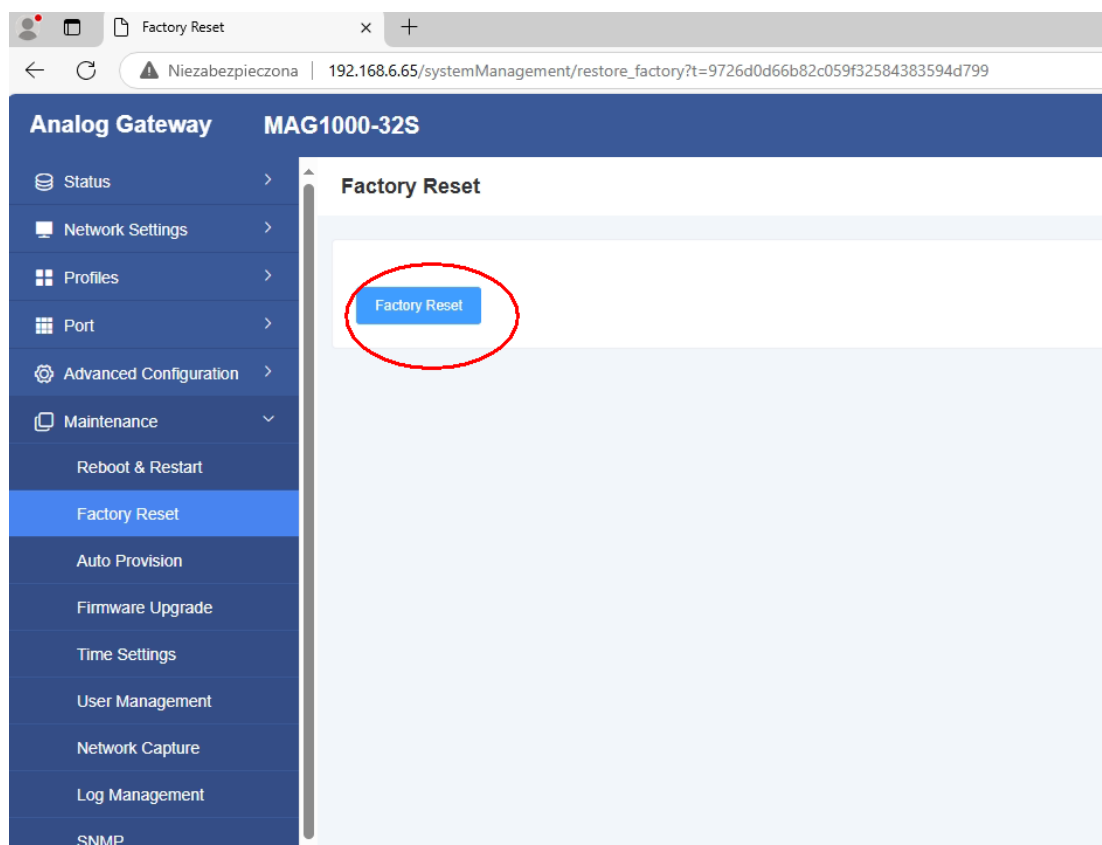 Factory Reset
Niezabezpieczona | 192.168.6.65/systemManagement/restore_factory?t=9726d0d66b82c059f32584383594d799
Analog Gateway MAG1000-32S
Status
Network Settings
Profiles
Port
Advanced Configuration
Maintenance
Reboot & Restart
Factory Reset
Auto Provision
Firmware Upgrade
Time Settings
User Management
Network Capture
Log Management
SNMP
Factory Reset
Factory Reset